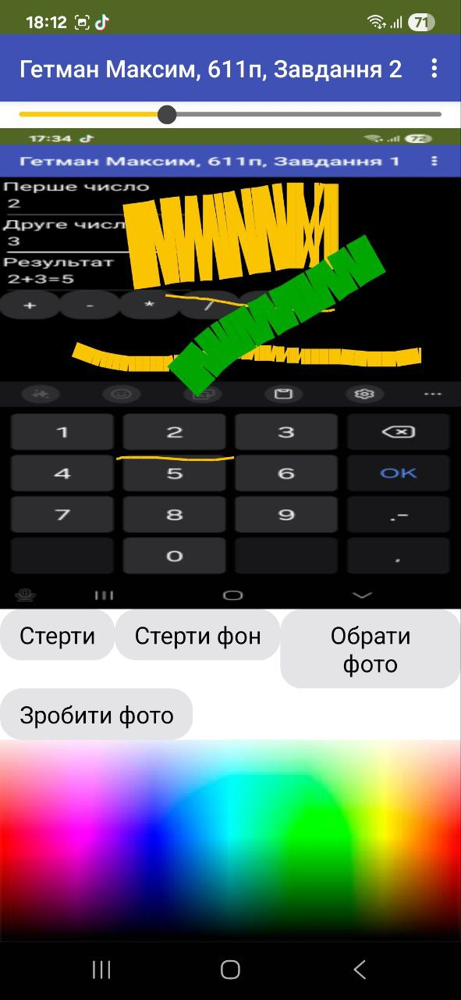 18:12 71
Гетман Максим, 611п, Завдання 2
17:34 72
Гетман Максим, 611п, Завдання 1
Перше число
2
Друге числ
3
Результат
2+3=5
+ - * /
1 2 3
4 5 6 OK
7 8 9 .-
0 ,
Стерти Стерти фон Обрати
фото
Зробити фото